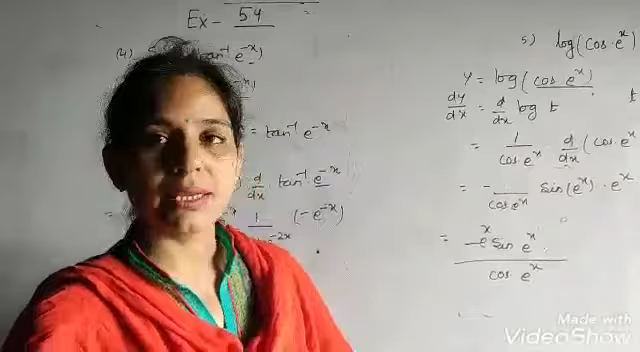 Ex - 5.4
(4) tan⁻¹ e⁻ˣ)
= tan⁻¹ e⁻ˣ
d/dx tan⁻¹ e⁻ˣ
1 (-e⁻ˣ)
-2x
5) log(cos·eˣ)
y = log(cos eˣ)
dy/dx = d/dx log t t
= 1/cos eˣ d/dx (cos eˣ
= - /cos eˣ sin(eˣ)·eˣ
= -eˣ sin eˣ / cos eˣ
Made with
VideoShow